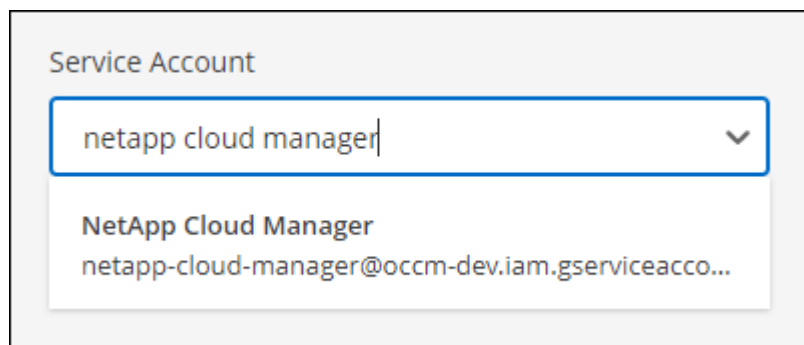 Service Account
netapp cloud manager
NetApp Cloud Manager
netapp-cloud-manager@occm-dev.iam.gserviceacco...